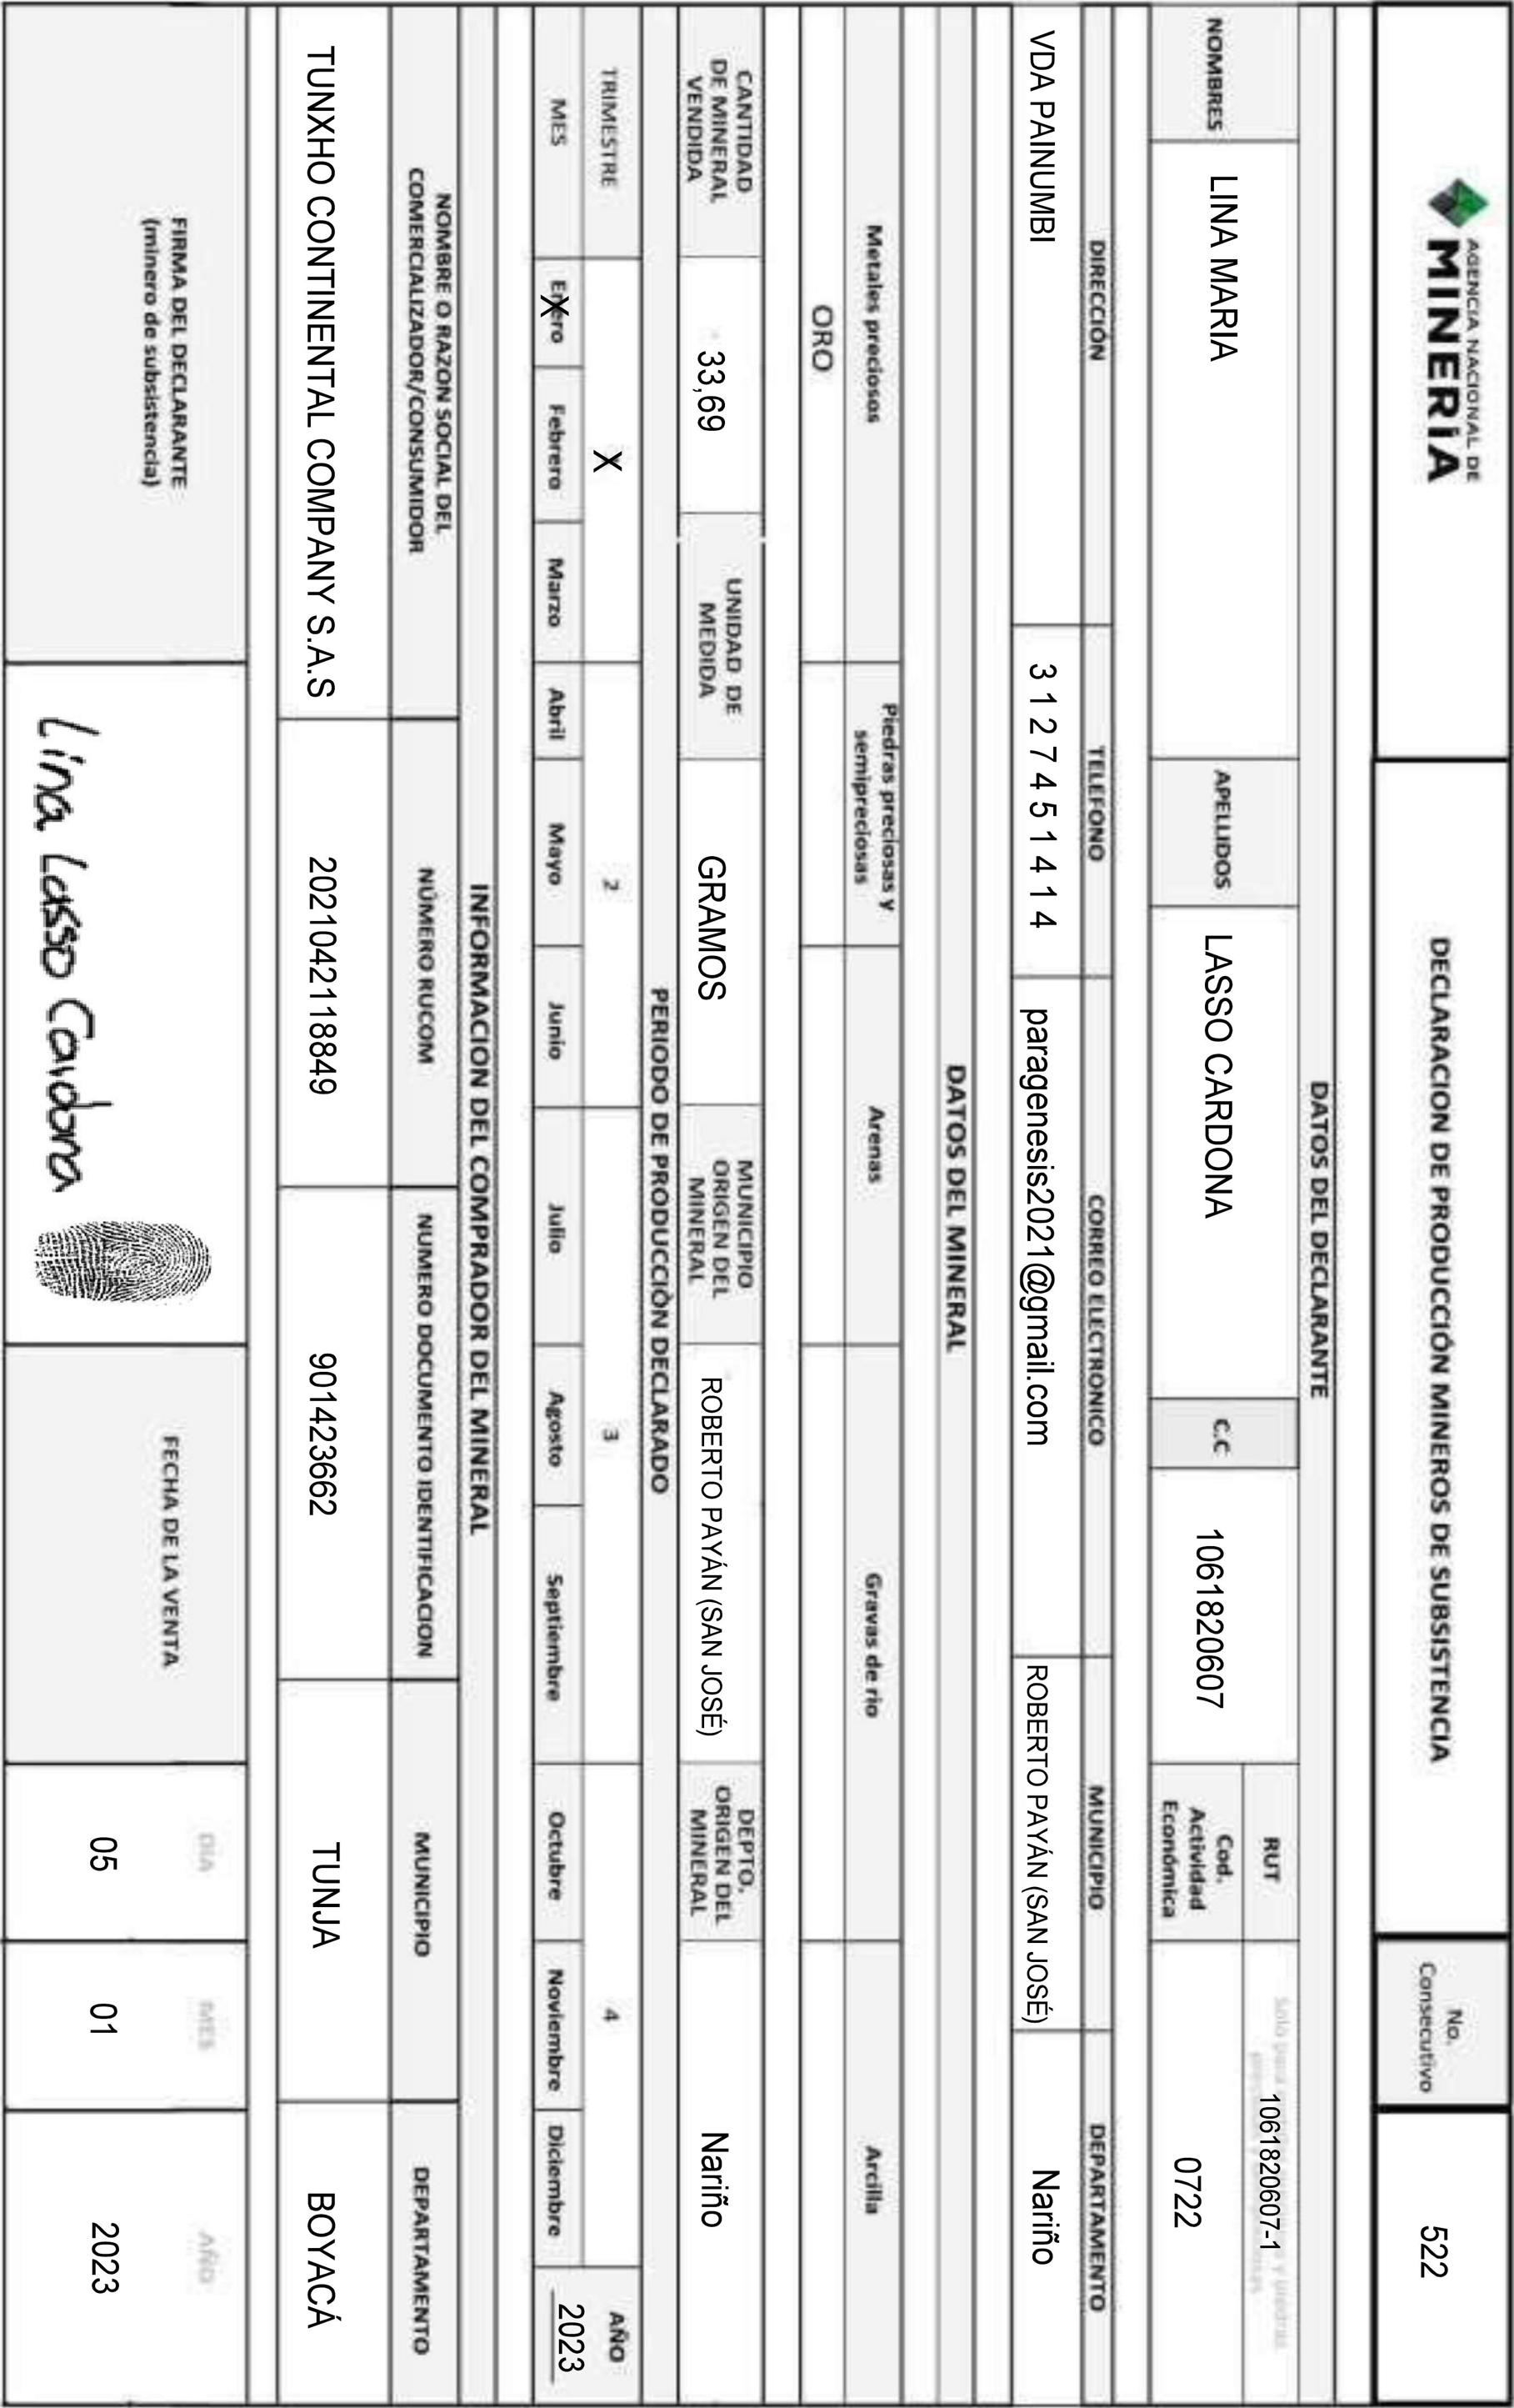 AGENCIA NACIONAL DE
MINERÍA
DECLARACION DE PRODUCCIÓN MINEROS DE SUBSISTENCIA
No.
Consecutivo
522
DATOS DEL DECLARANTE
NOMBRES
LINA MARIA
APELLIDOS
LASSO CARDONA
C.C
1061820607
RUT
1061820607-1
Cod.
Actividad
Económica
0722
DIRECCIÓN
TELEFONO
CORREO ELECTRONICO
MUNICIPIO
DEPARTAMENTO
VDA PAINUMBI
3 1 2 7 4 5 1 4 1 4
paragenesis2021@gmail.com
ROBERTO PAYÁN (SAN JOSÉ)
Nariño
DATOS DEL MINERAL
Metales preciosos
Piedras preciosas y
semipreciosas
Arenas
Gravas de rio
Arcilla
ORO
CANTIDAD
DE MINERAL
VENDIDA
33,69
UNIDAD DE
MEDIDA
GRAMOS
MUNICIPIO
ORIGEN DEL
MINERAL
ROBERTO PAYÁN (SAN JOSÉ)
DEPTO.
ORIGEN DEL
MINERAL
Nariño
PERIODO DE PRODUCCIÒN DECLARADO
TRIMESTRE
X
2
3
4
AÑO
MES
Enero
X
Febrero
Marzo
Abril
Mayo
Junio
Julio
Agosto
Septiembre
Octubre
Noviembre
Diciembre
2023
INFORMACION DEL COMPRADOR DEL MINERAL
NOMBRE O RAZON SOCIAL DEL
COMERCIALIZADOR/CONSUMIDOR
NÚMERO RUCOM
NUMERO DOCUMENTO IDENTIFICACION
MUNICIPIO
DEPARTAMENTO
TUNXHO CONTINENTAL COMPANY S.A.S
2021042118849
901423662
TUNJA
BOYACÁ
FIRMA DEL DECLARANTE
(minero de subsistencia)
Lina Lasso Cardona
FECHA DE LA VENTA
DIA
MES
AÑO
05
01
2023